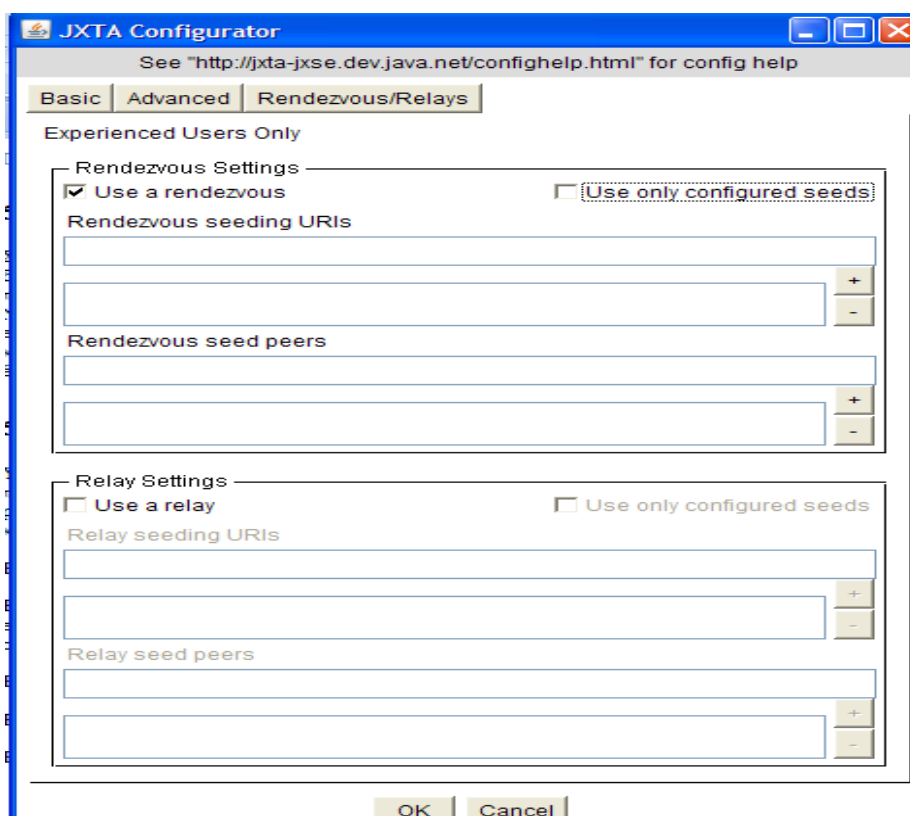 JXTA Configurator
See "http://jxta-jxse.dev.java.net/confighelp.html" for config help
Basic Advanced Rendezvous/Relays
Experienced Users Only
Rendezvous Settings
Use a rendezvous Use only configured seeds
Rendezvous seeding URIs
+
-
Rendezvous seed peers
+
-
Relay Settings
Use a relay Use only configured seeds
Relay seeding URIs
+
-
Relay seed peers
+
-
OK Cancel